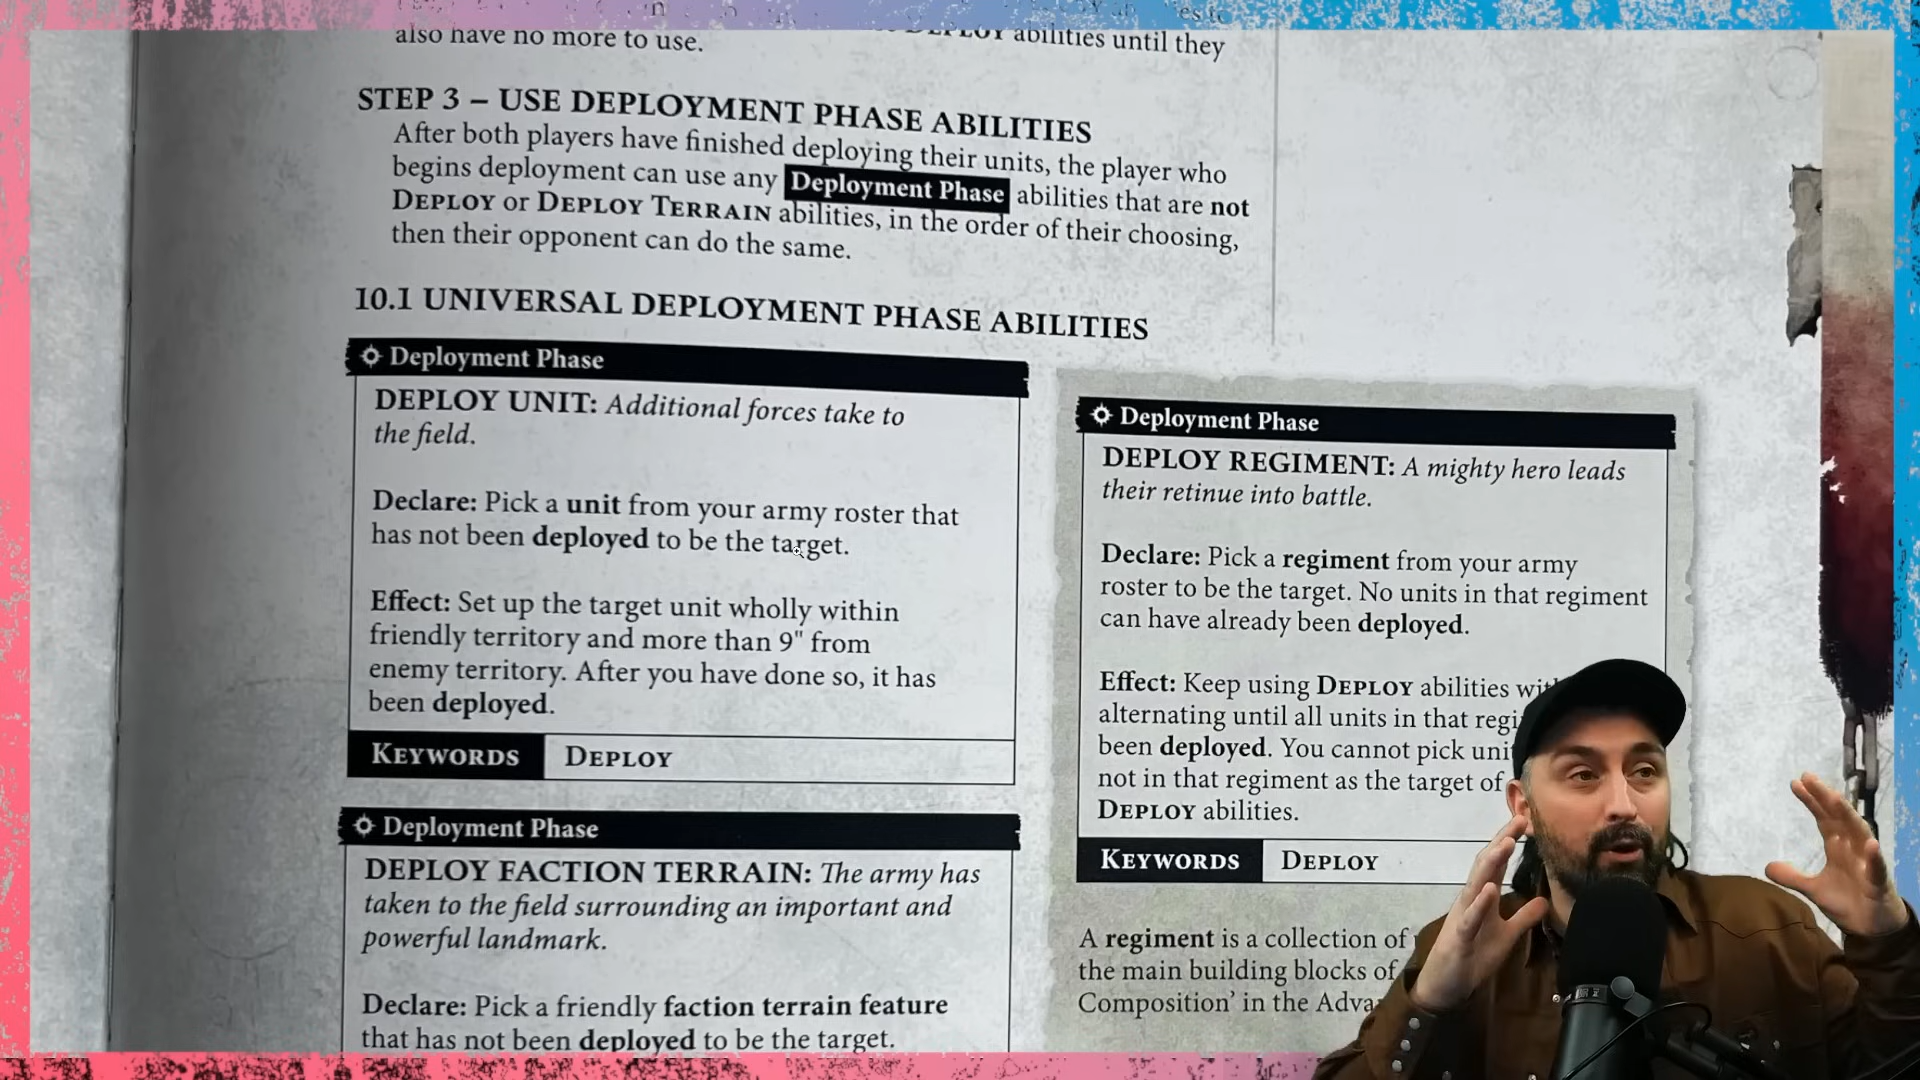 DEPLOY abilities until they
also have no more to use.
STEP 3 – USE DEPLOYMENT PHASE ABILITIES
After both players have finished deploying their units, the player who
begins deployment can use any Deployment Phase abilities that are not
DEPLOY or DEPLOY TERRAIN abilities, in the order of their choosing,
then their opponent can do the same.
10.1 UNIVERSAL DEPLOYMENT PHASE ABILITIES
Deployment Phase
DEPLOY UNIT: Additional forces take to
the field.
Declare: Pick a unit from your army roster that
has not been deployed to be the target.
Effect: Set up the target unit wholly within
friendly territory and more than 9" from
enemy territory. After you have done so, it has
been deployed.
KEYWORDS DEPLOY
Deployment Phase
DEPLOY FACTION TERRAIN: The army has
taken to the field surrounding an important and
powerful landmark.
Declare: Pick a friendly faction terrain feature
that has not been deployed to be the target.
Deployment Phase
DEPLOY REGIMENT: A mighty hero leads
their retinue into battle.
Declare: Pick a regiment from your army
roster to be the target. No units in that regiment
can have already been deployed.
Effect: Keep using DEPLOY abilities
alternating until all units in that
been deployed. You cannot pick
not in that regiment as the target of
DEPLOY abilities.
KEYWORDS DEPLOY
A regiment is a collection of
the main building blocks of
Composition' in the